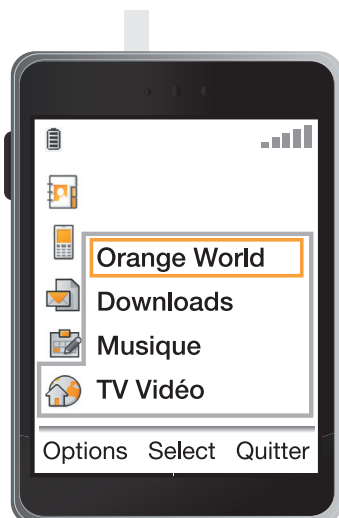 Orange World
Downloads
Musique
TV Vidéo
Options Select Quitter